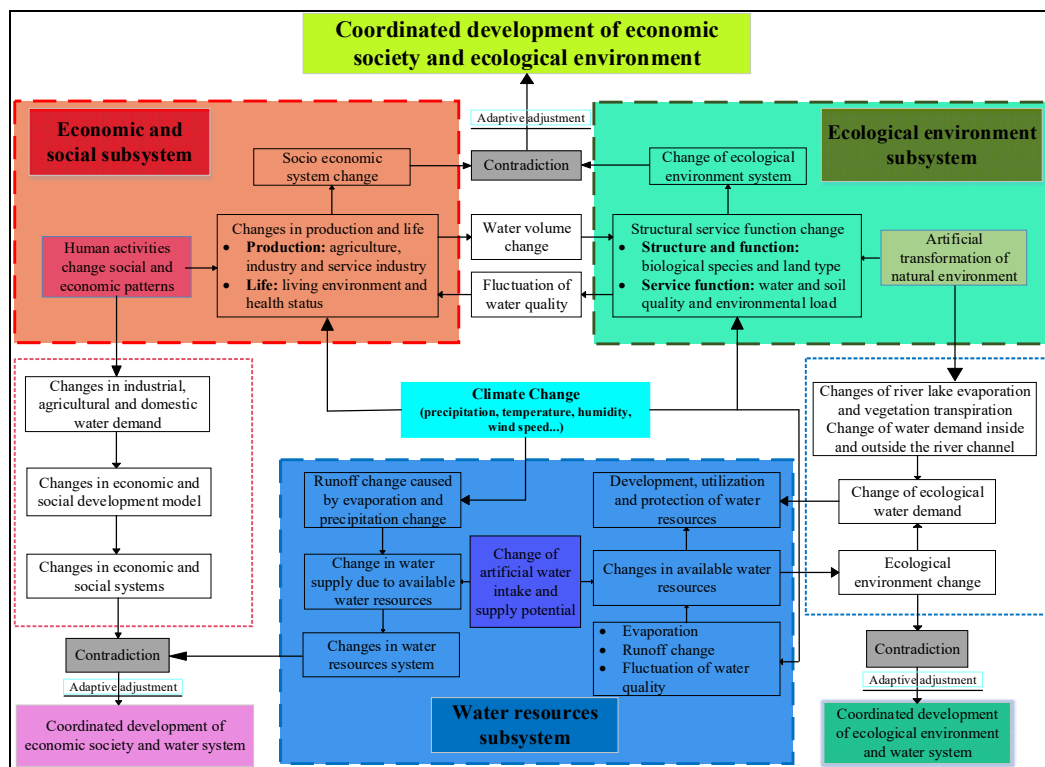 Coordinated development of economic
society and ecological environment
Adaptive adjustment
Economic and
social subsystem
Ecological environment
subsystem
Socio economic
system change
Contradiction
Change of ecological
environment system
Human activities
change social and
economic patterns
Changes in production and life
• Production: agriculture,
industry and service industry
• Life: living environment and
health status
Water volume
change
Fluctuation of
water quality
Structural service function change
• Structure and function:
biological species and land type
• Service function: water and soil
quality and environmental load
Artificial
transformation of
natural environment
Changes in industrial,
agricultural and domestic
water demand
Changes in economic and
social development model
Changes in economic and
social systems
Climate Change
(precipitation, temperature, humidity,
wind speed...)
Changes of river lake evaporation
and vegetation transpiration
Change of water demand inside
and outside the river channel
Change of ecological
water demand
Ecological
environment change
Runoff change caused
by evaporation and
precipitation change
Development, utilization
and protection of water
resources
Change in water
supply due to available
water resources
Change of
artificial water
intake and
supply potential
Changes in available water
resources
Changes in water
resources system
• Evaporation
• Runoff change
• Fluctuation of water
quality
Water resources
subsystem
Contradiction
Adaptive adjustment
Coordinated development of
economic society and water system
Contradiction
Adaptive adjustment
Coordinated development
of ecological environment
and water system